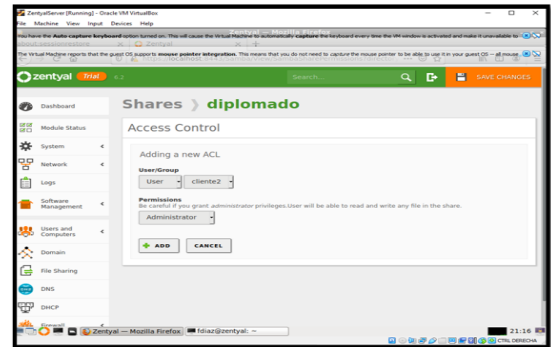 ZentyalServer [Running] - Oracle VM VirtualBox
File Machine View Input Devices Help
Zentyal — Mozilla Firefox
You have the Auto capture keyboard option turned on. This will cause the Virtual Machine to automatically capture the keyboard every time the VM window is activated and make it unavailable to
Zentyal
The Virtual Machine reports that the guest OS supports mouse pointer integration. This means that you do not need to capture the mouse pointer to be able to use it in your guest OS — all mouse
zentyal Trial 6.2 Search... SAVE CHANGES
Dashboard
Module Status
System
Network
Logs
Software Management
Users and Computers
Domain
File Sharing
DNS
DHCP
Firewall
Shares diplomado
Access Control
Adding a new ACL
User/Group
User cliente2
Permissions
Be careful if you grant administrator privileges.User will be able to read and write any file in the share.
Administrator
ADD CANCEL
Zentyal — Mozilla Firefox fdiaz@zentyal: ~ 21:16
CTRL DERECHA